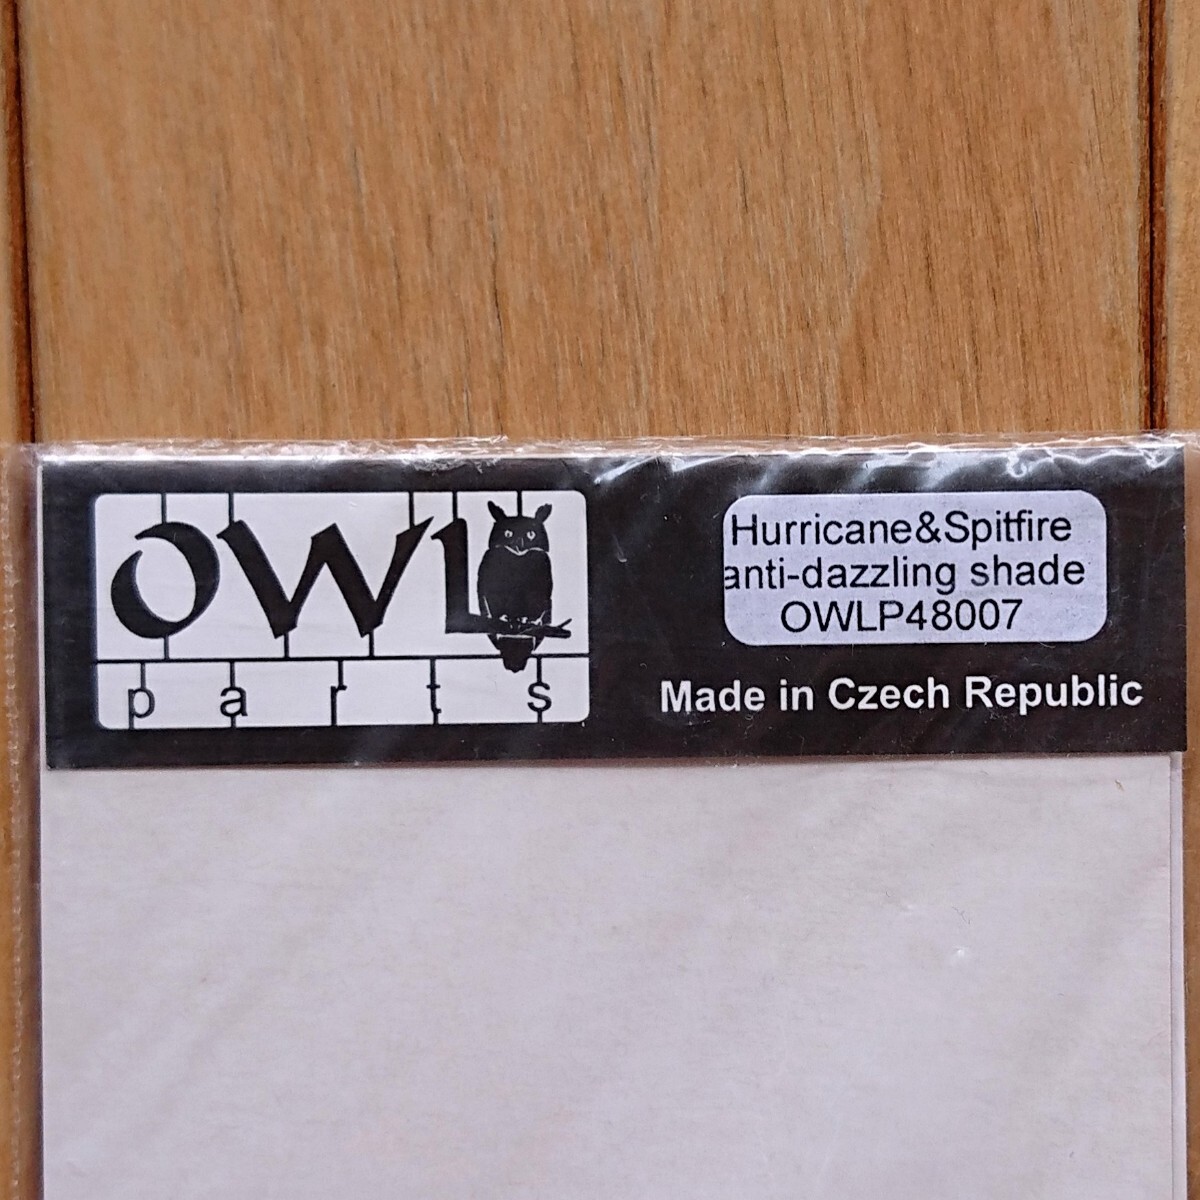 OWL
parts
Hurricane&Spitfire
anti-dazzling shade
OWLP48007
Made in Czech Republic